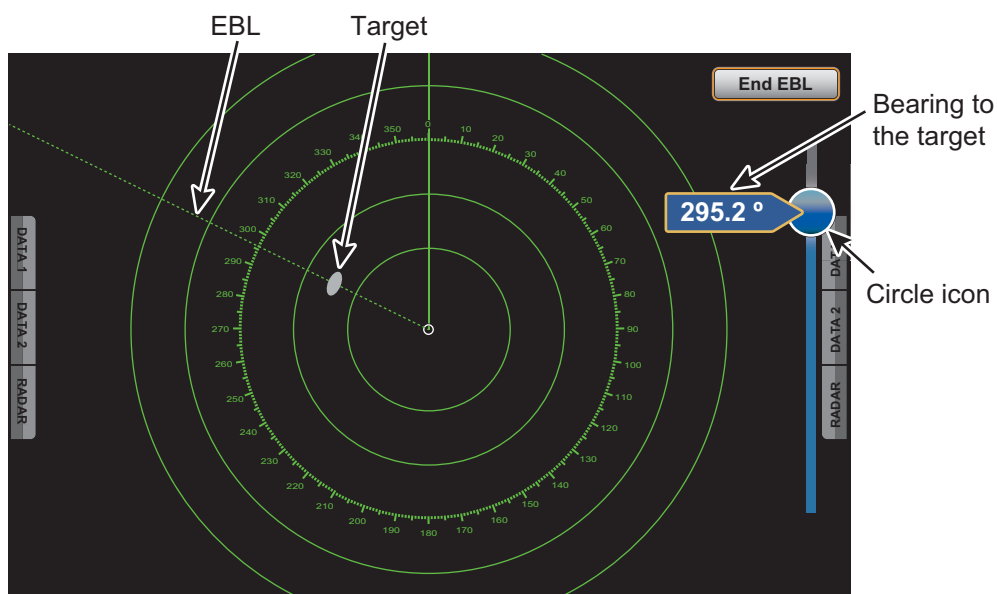 EBL
Target
End EBL
Bearing to
the target
295.2 º
Circle icon
DATA 1
DATA 2
RADAR
DAT
DATA 2
RADAR
0
10
20
30
40
50
60
70
80
90
100
110
120
130
140
150
160
170
180
190
200
210
220
230
240
250
260
270
280
290
300
310
320
330
34
350